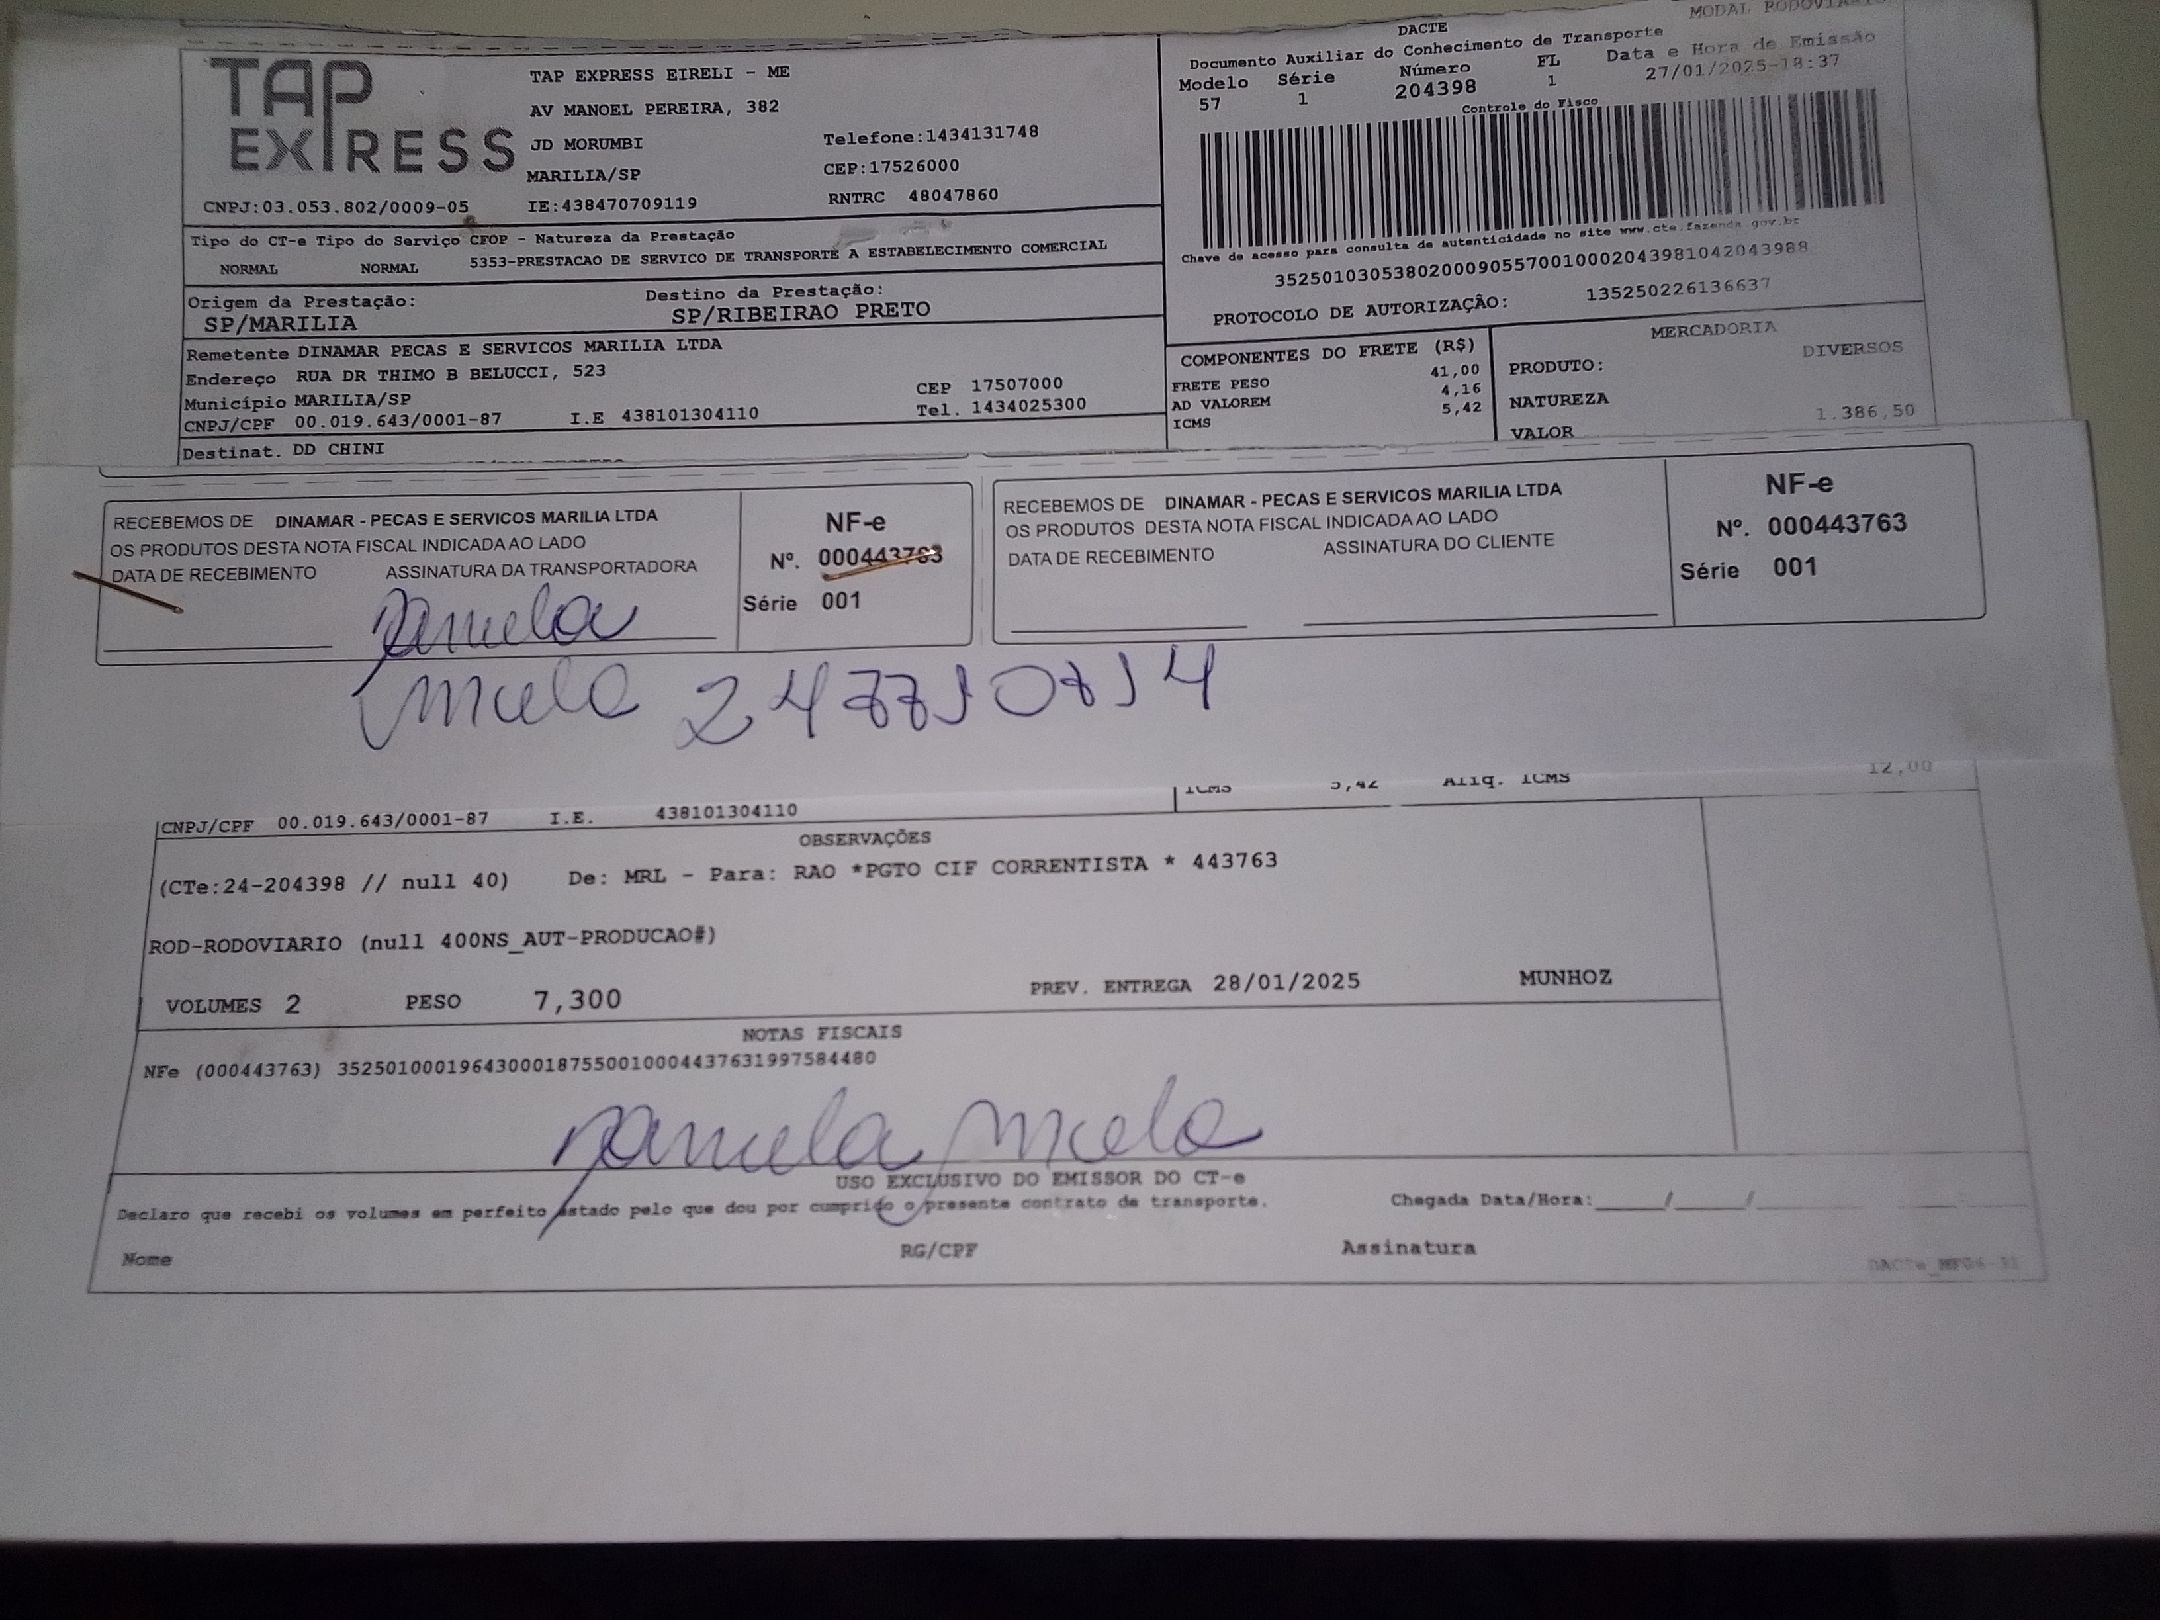 TAP EXPRESS
TAP EXPRESS EIRELI - ME
AV MANOEL PEREIRA, 382
JD MORUMBI Telefone:1434131748
MARILIA/SP CEP:17526000
CNPJ:03.053.802/0009-05 IE:438470709119 RNTRC 48047860
Tipo do CT-e Tipo do Serviço CFOP - Natureza da Prestação
NORMAL NORMAL 5353-PRESTACAO DE SERVICO DE TRANSPORTE A ESTABELECIMENTO COMERCIAL
Origem da Prestação: Destino da Prestação:
SP/MARILIA SP/RIBEIRAO PRETO
Remetente DINAMAR PECAS E SERVICOS MARILIA LTDA
Endereço RUA DR THIMO B BELUCCI, 523
Município MARILIA/SP CEP 17507000
CNPJ/CPF 00.019.643/0001-87 I.E 438101304110 Tel. 1434025300
Destinat. DD CHINI
MODAL RODOVIARIO
DACTE
Documento Auxiliar do Conhecimento de Transporte
Modelo Série Número FL Data e Hora de Emissão
57 1 204398 1 27/01/2025-18:37
Controle do Fisco
Chave de acesso para consulta de autenticidade no site www.cte.fazenda.gov.br
35250103053802000905570010002043981042043988
PROTOCOLO DE AUTORIZAÇÃO: 135250226136637
COMPONENTES DO FRETE (R$)
FRETE PESO 41,00
AD VALOREM 4,16
ICMS 5,42
MERCADORIA
PRODUTO: DIVERSOS
NATUREZA
VALOR 1.386,50
RECEBEMOS DE DINAMAR - PECAS E SERVICOS MARILIA LTDA
OS PRODUTOS DESTA NOTA FISCAL INDICADA AO LADO
DATA DE RECEBIMENTO ASSINATURA DA TRANSPORTADORA
NF-e
Nº. 000443763
Série 001
RECEBEMOS DE DINAMAR - PECAS E SERVICOS MARILIA LTDA
OS PRODUTOS DESTA NOTA FISCAL INDICADA AO LADO
DATA DE RECEBIMENTO ASSINATURA DO CLIENTE
NF-e
Nº. 000443763
Série 001
Pamela
Melo
ICMS 5,42 Aliq. ICMS 12,00
CNPJ/CPF 00.019.643/0001-87 I.E. 438101304110
OBSERVAÇÕES
(CTe:24-204398 // null 40) De: MRL - Para: RAO *PGTO CIF CORRENTISTA * 443763
ROD-RODOVIARIO (null 400NS_AUT-PRODUCAO#)
VOLUMES 2 PESO 7,300 PREV. ENTREGA 28/01/2025 MUNHOZ
NOTAS FISCAIS
NFe (000443763) 35250100019643000187550010004437631997584480
Pamela Melo
USO EXCLUSIVO DO EMISSOR DO CT-e
Declaro que recebi os volumes em perfeito estado pelo que dou por cumprido o presente contrato de transporte. Chegada Data/Hora:____/____/____
Nome RG/CPF Assinatura